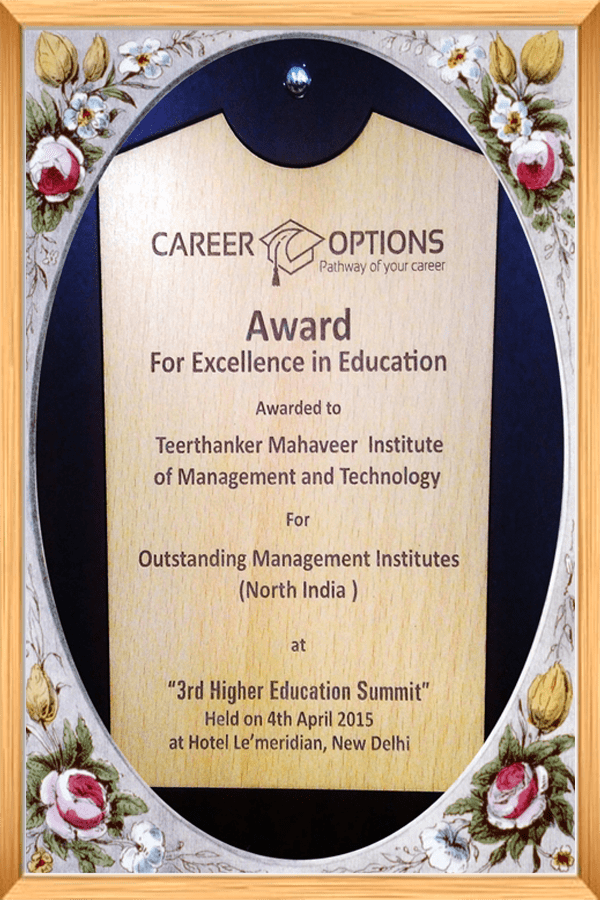 CAREER OPTIONS
Pathway of your career
Award
For Excellence in Education
Awarded to
Teerthanker Mahaveer Institute
of Management and Technology
For
Outstanding Management Institutes
(North India )
at
“3rd Higher Education Summit”
Held on 4th April 2015
at Hotel Le’meridian, New Delhi